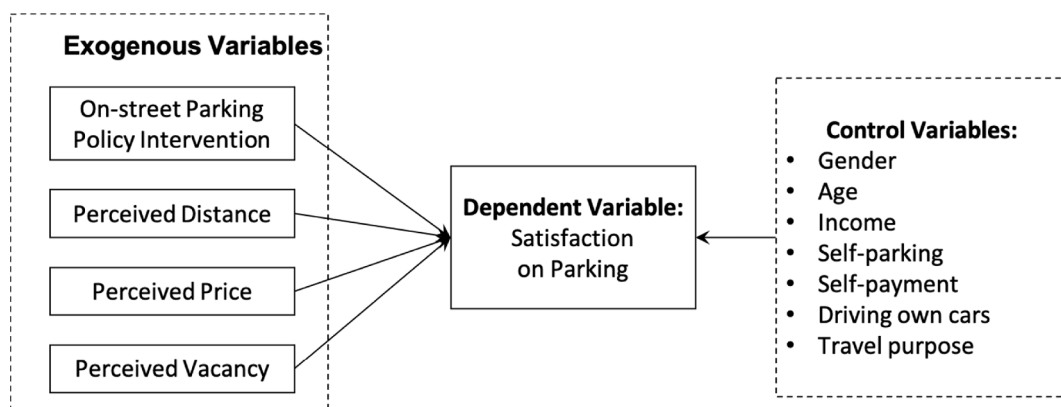 Exogenous Variables
On-street Parking
Policy Intervention
Perceived Distance
Perceived Price
Perceived Vacancy
Dependent Variable:
Satisfaction
on Parking
Control Variables:
• Gender
• Age
• Income
• Self-parking
• Self-payment
• Driving own cars
• Travel purpose